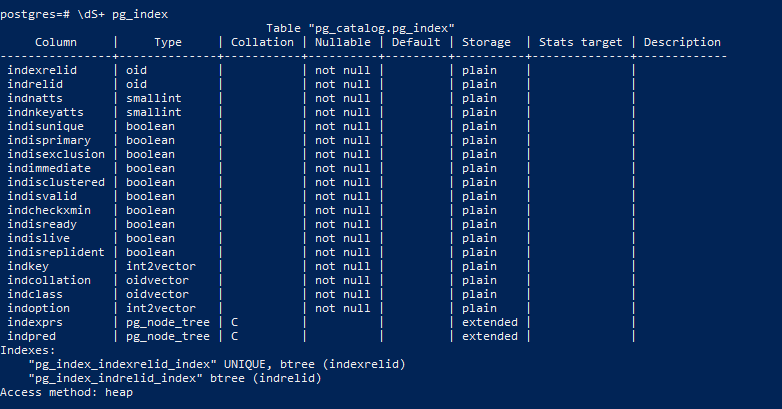 postgres=# \dS+ pg_index
                                      Table "pg_catalog.pg_index"
     Column     |     Type     | Collation | Nullable | Default | Storage  | Stats target | Description
----------------+--------------+-----------+----------+---------+----------+--------------+-------------
 indexrelid     | oid          |           | not null |         | plain    |              |
 indrelid       | oid          |           | not null |         | plain    |              |
 indnatts       | smallint     |           | not null |         | plain    |              |
 indnkeyatts    | smallint     |           | not null |         | plain    |              |
 indisunique    | boolean      |           | not null |         | plain    |              |
 indisprimary   | boolean      |           | not null |         | plain    |              |
 indisexclusion | boolean      |           | not null |         | plain    |              |
 indimmediate   | boolean      |           | not null |         | plain    |              |
 indisclustered | boolean      |           | not null |         | plain    |              |
 indisvalid     | boolean      |           | not null |         | plain    |              |
 indcheckxmin   | boolean      |           | not null |         | plain    |              |
 indisready     | boolean      |           | not null |         | plain    |              |
 indislive      | boolean      |           | not null |         | plain    |              |
 indisreplident | boolean      |           | not null |         | plain    |              |
 indkey         | int2vector   |           | not null |         | plain    |              |
 indcollation   | oidvector    |           | not null |         | plain    |              |
 indclass       | oidvector    |           | not null |         | plain    |              |
 indoption      | int2vector   |           | not null |         | plain    |              |
 indexprs       | pg_node_tree | C         |          |         | extended |              |
 indpred        | pg_node_tree | C         |          |         | extended |              |
Indexes:
    "pg_index_indexrelid_index" UNIQUE, btree (indexrelid)
    "pg_index_indrelid_index" btree (indrelid)
Access method: heap